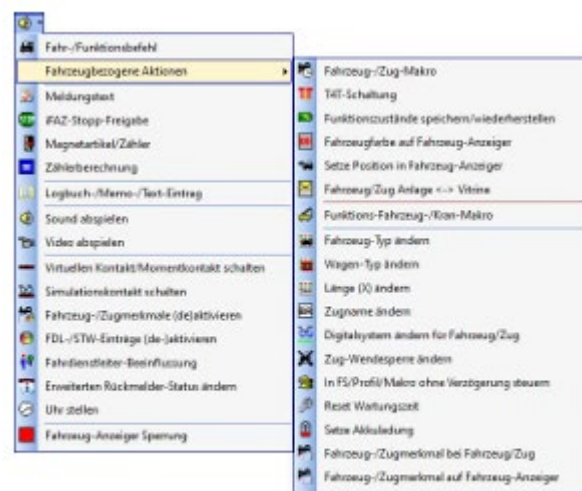 Fahr-/Funktionsbefehl
Fahrzeugbezogene Aktionen
Meldungstext
iFAZ-Stopp-Freigabe
Magnetartikel/Zähler
Zählerberechnung
Logbuch-/Memo-/Text-Eintrag
Sound abspielen
Video abspielen
Virtuellen Kontakt/Momentkontakt schalten
Simulationskontakt schalten
Fahrzeug-/Zugmerkmale (de)aktivieren
FDL-/STW-Einträge (de-)aktivieren
Fahrdienstleiter-Beeinflussung
Erweiterten Rückmelder-Status ändern
Uhr stellen
Fahrzeug-Anzeiger Sperrung
Fahrzeug-/Zug-Makro
T4T-Schaltung
Funktionszustände speichern/wiederherstellen
Fahrzeugfarbe auf Fahrzeug-Anzeiger
Setze Position in Fahrzeug-Anzeiger
Fahrzeug/Zug Anlage <-> Vitrine
Funktions-Fahrzeug-/Kran-Makro
Fahrzeug-Typ ändern
Wagen-Typ ändern
Länge (X) ändern
Zugname ändern
Digitalsystem ändern für Fahrzeug/Zug
Zug-Wendesperre ändern
In FS/Profil/Makro ohne Verzögerung steuern
Reset Wartungszeit
Setze Akkuladung
Fahrzeug-/Zugmerkmal bei Fahrzeug/Zug
Fahrzeug-/Zugmerkmal auf Fahrzeug-Anzeiger